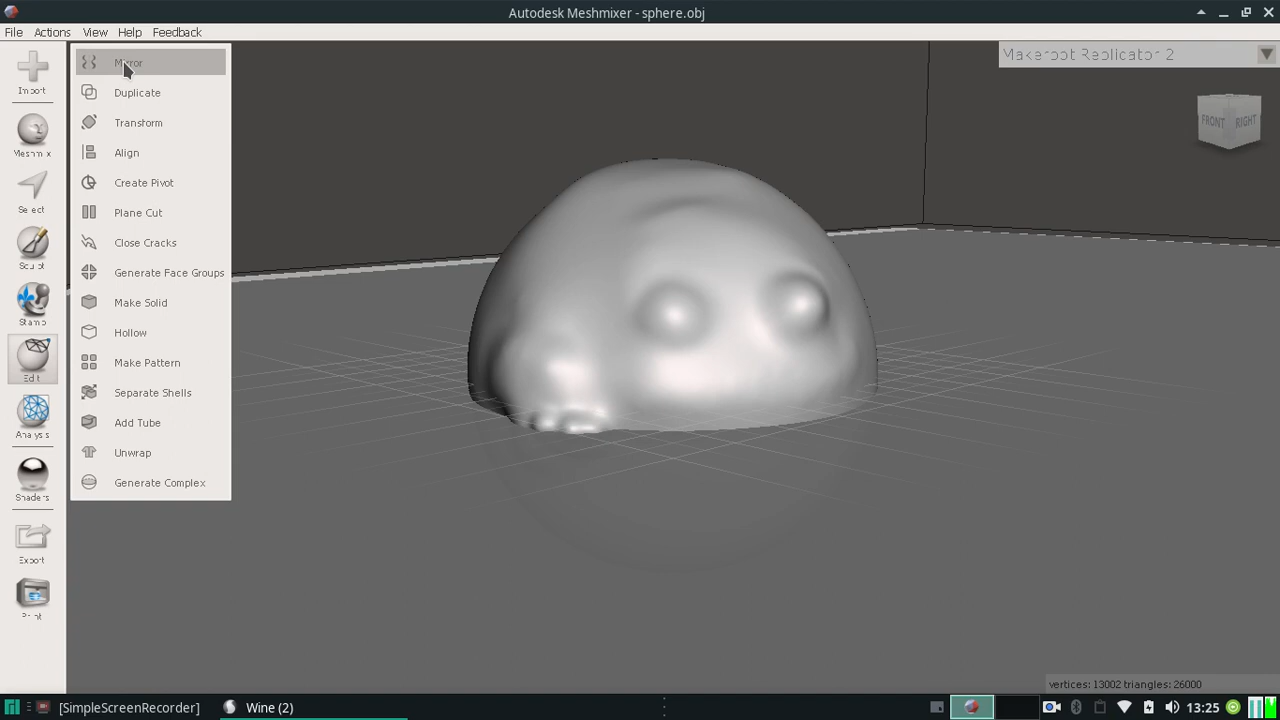 Autodesk Meshmixer - sphere.obj
File Actions View Help Feedback
Import
Meshmix
Select
Sculpt
Stamp
Edit
Analysis
Shaders
Export
Print
Mirror
Duplicate
Transform
Align
Create Pivot
Plane Cut
Close Cracks
Generate Face Groups
Make Solid
Hollow
Make Pattern
Separate Shells
Add Tube
Unwrap
Generate Complex
Makerbot Replicator 2
FRONT RIGHT
vertices: 13002 triangles: 26000
[SimpleScreenRecorder] Wine (2) 13:25